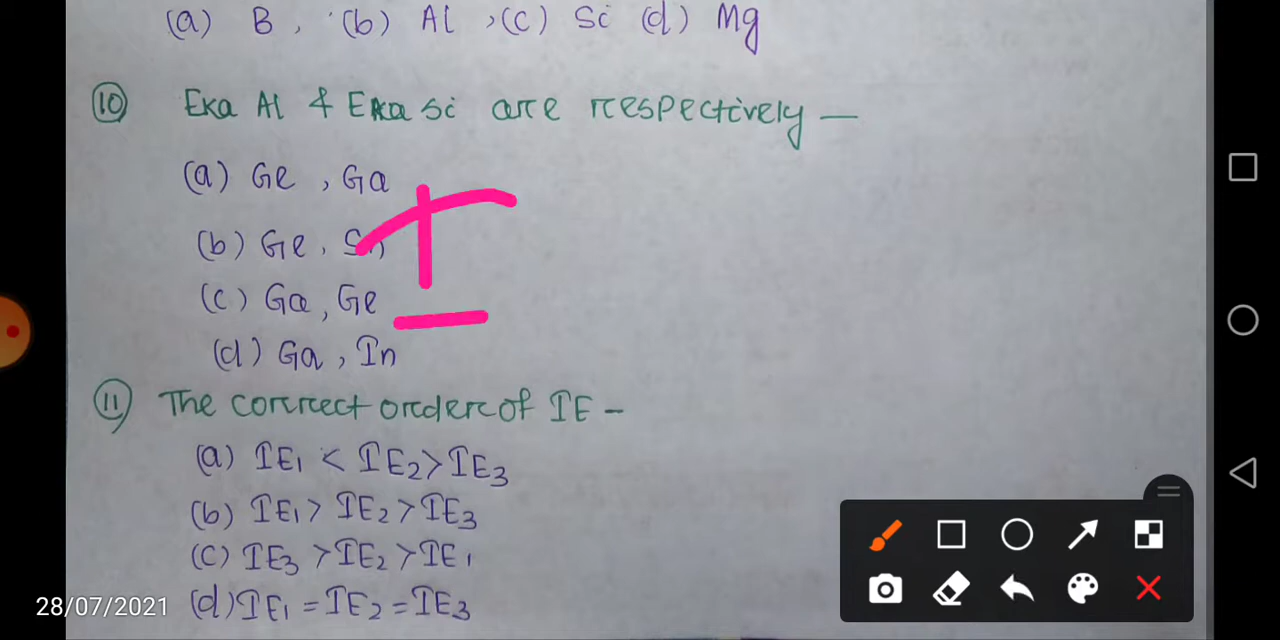 (a) B, (b) Al, (c) Si (d) Mg
10 Eka Al & Eka si are respectively —
(a) Ge, Ga
(b) Ge, Sn
(c) Ga, Ge
(d) Ga, In
11 The correct order of IE -
(a) IE₁ < IE₂ > IE₃
(b) IE₁ > IE₂ > IE₃
(c) IE₃ > IE₂ > IE₁
(d) IE₁ = IE₂ = IE₃
28/07/2021